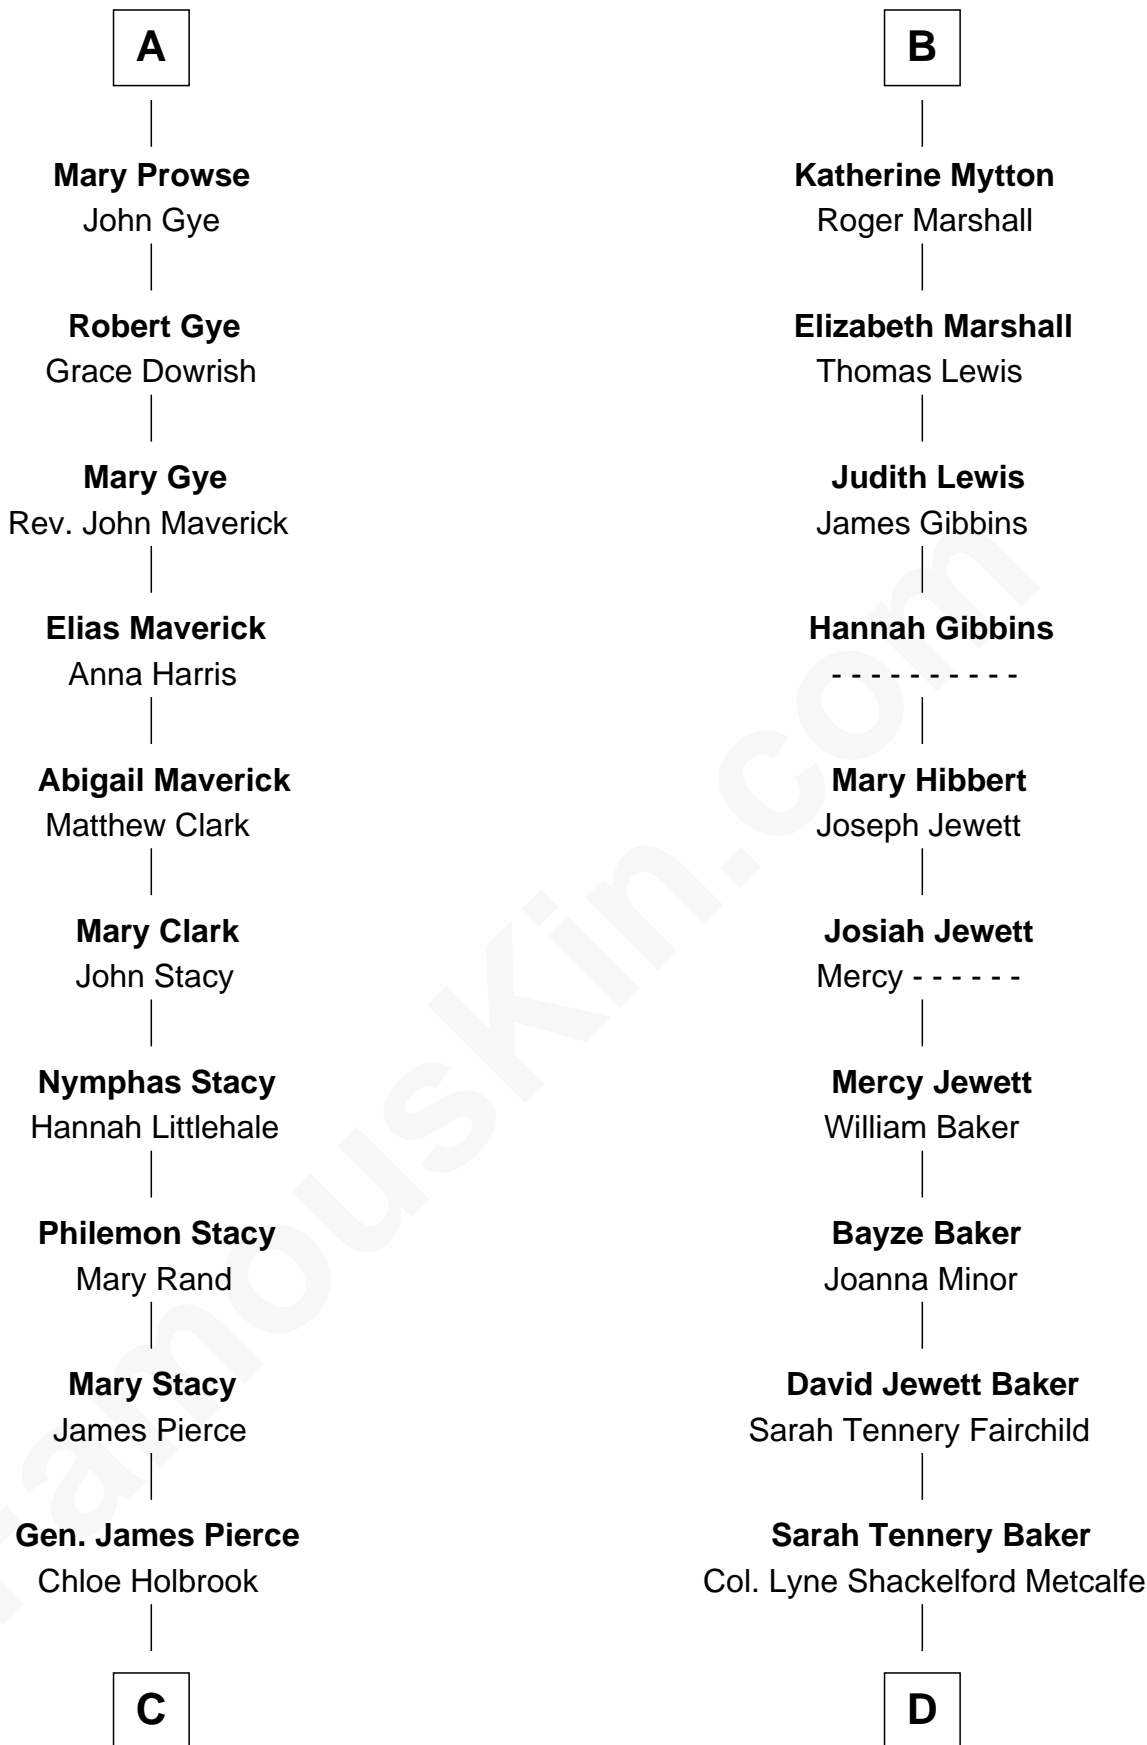 A
Mary Prowse
John Gye
Robert Gye
Grace Dowrish
Mary Gye
Rev. John Maverick
Elias Maverick
Anna Harris
Abigail Maverick
Matthew Clark
Mary Clark
John Stacy
Nymphas Stacy
Hannah Littlehale
Philemon Stacy
Mary Rand
Mary Stacy
James Pierce
Gen. James Pierce
Chloe Holbrook
C
B
Katherine Mytton
Roger Marshall
Elizabeth Marshall
Thomas Lewis
Judith Lewis
James Gibbins
Hannah Gibbins
- - - - - - - - - -
Mary Hibbert
Joseph Jewett
Josiah Jewett
Mercy - - - - - -
Mercy Jewett
William Baker
Bayze Baker
Joanna Minor
David Jewett Baker
Sarah Tennery Fairchild
Sarah Tennery Baker
Col. Lyne Shackelford Metcalfe
D
FamousKin.com